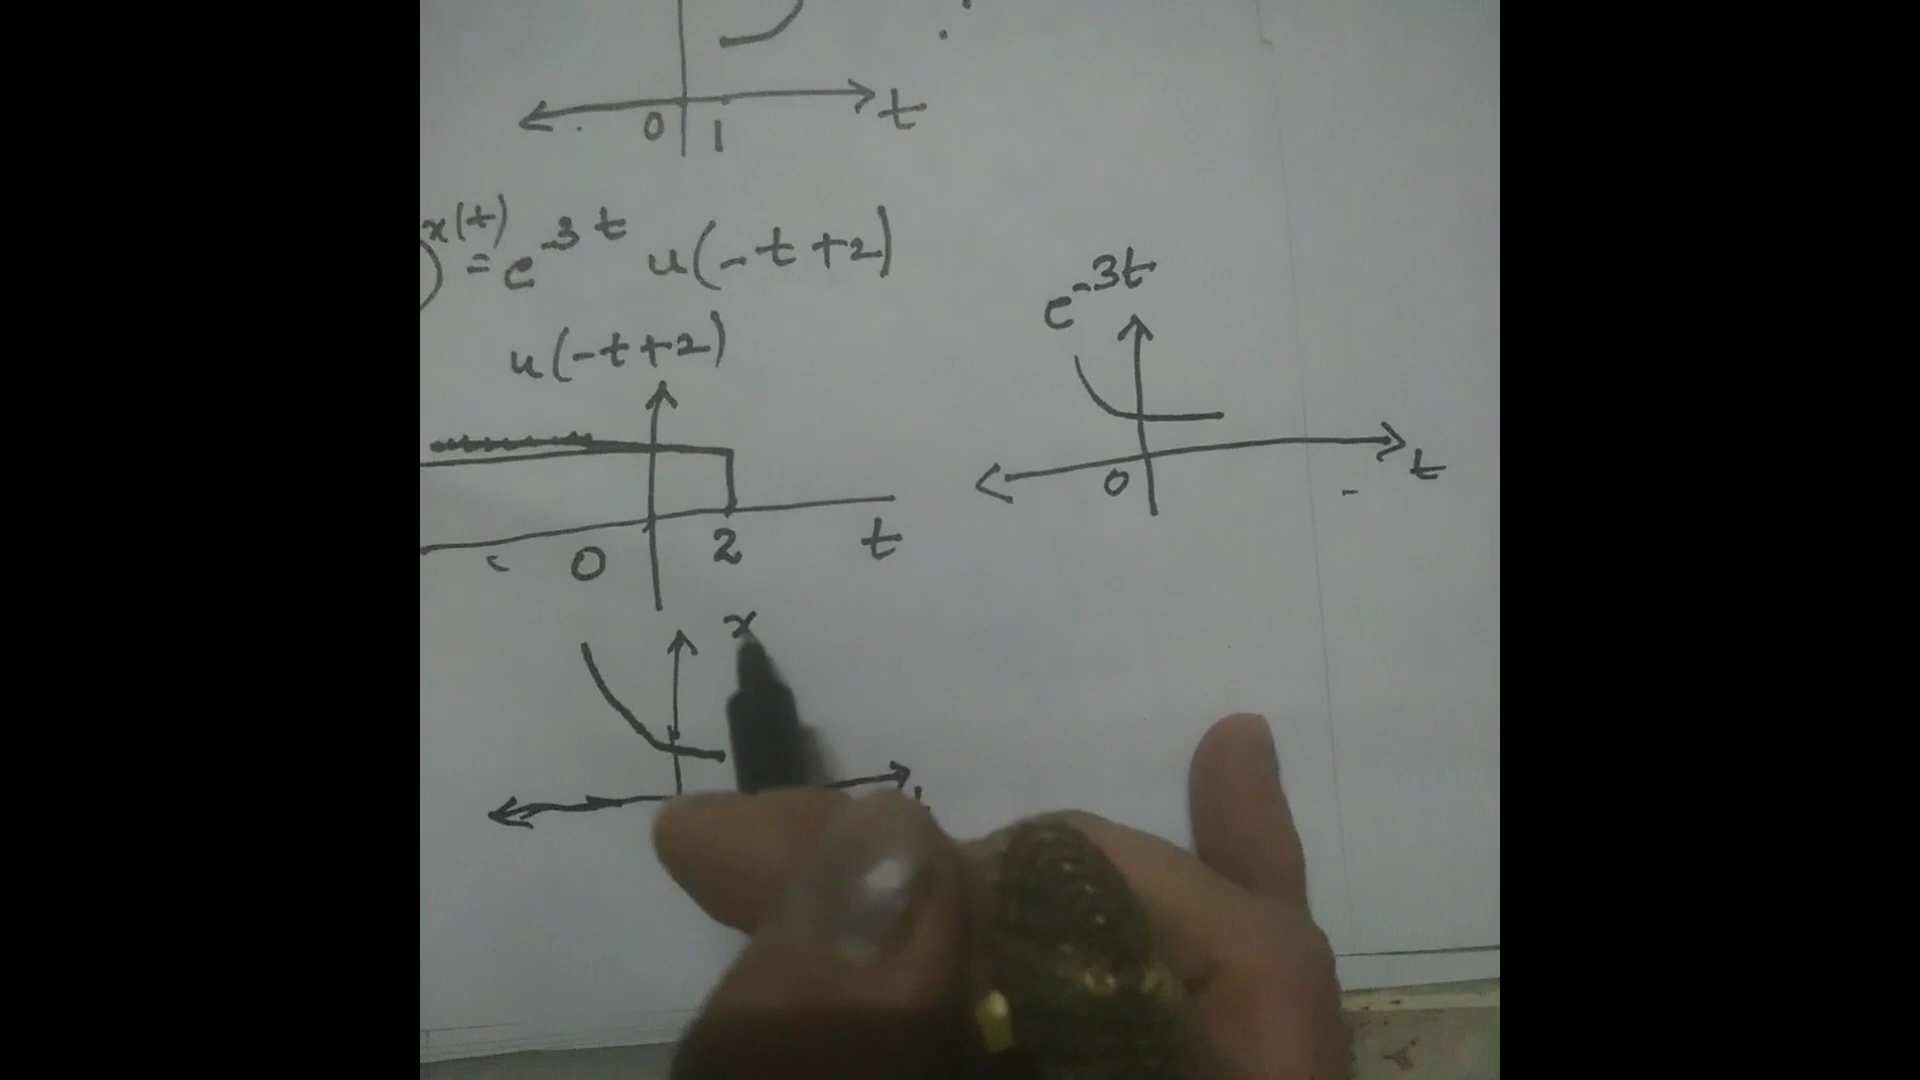 0 1 t
x(t)
) = e^-3t u(-t+2)
e^-3t
u(-t+2)
0 t
0 2 t
x